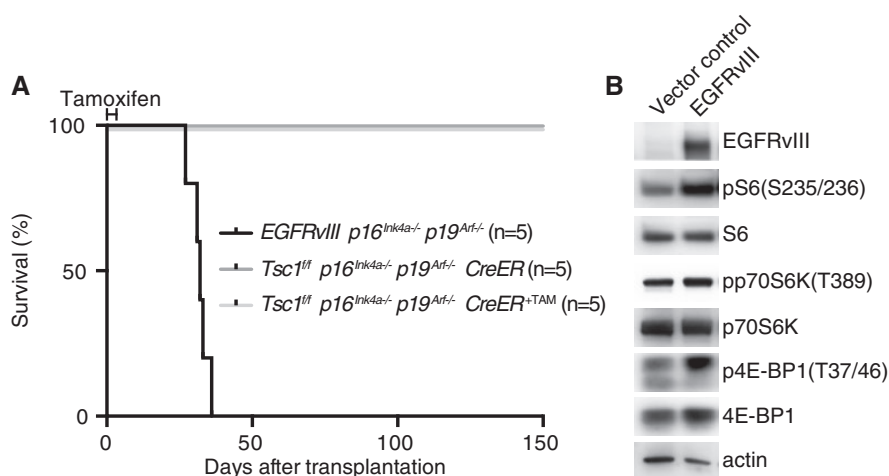 A
Tamoxifen
100
50
0
Survival (%)
EGFRvIII p16Ink4a-/- p19Arf-/- (n=5)
Tsc1f/f p16Ink4a-/- p19Arf-/- CreER (n=5)
Tsc1f/f p16Ink4a-/- p19Arf-/- CreER+TAM (n=5)
0 50 100 150
Days after transplantation
B
Vector control
EGFRvIII
EGFRvIII
pS6(S235/236)
S6
pp70S6K(T389)
p70S6K
p4E-BP1(T37/46)
4E-BP1
actin